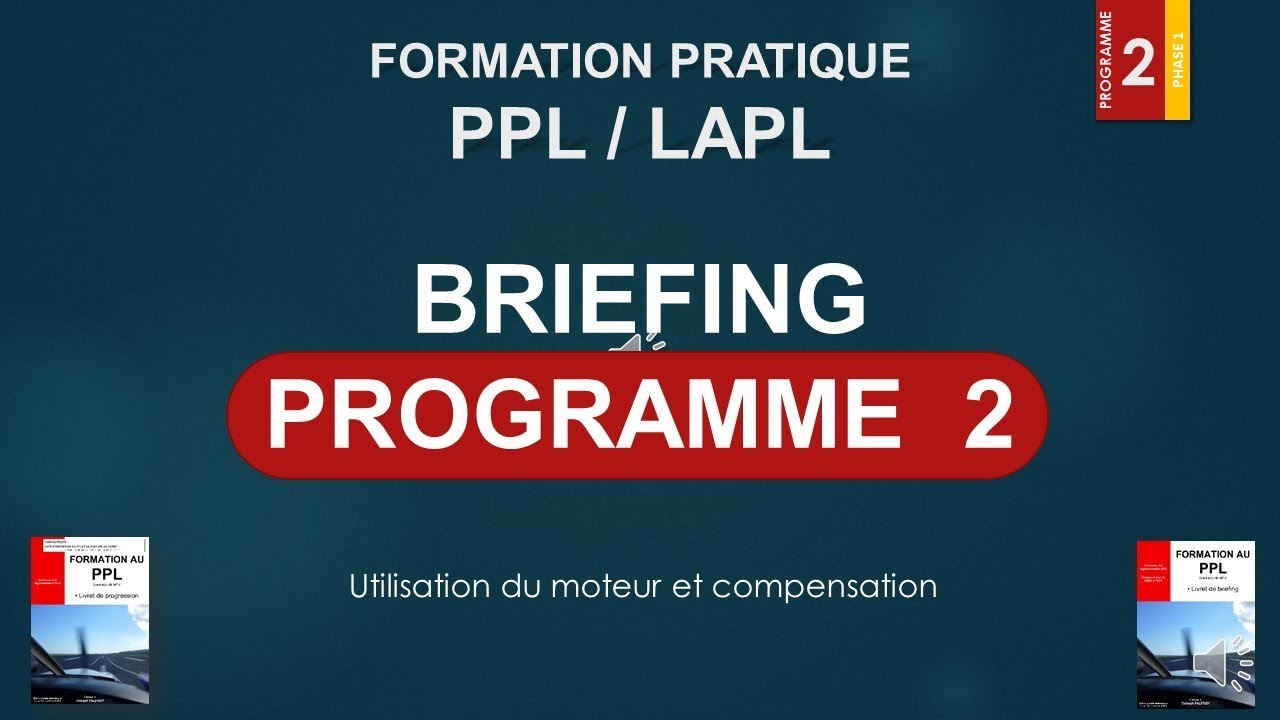 FORMATION PRATIQUE
PPL / LAPL
PROGRAMME
2
PHASE 1
BRIEFING
PROGRAMME 2
Utilisation du moteur et compensation
FORMATION AU
PPL
• Livret de progression
FORMATION AU
PPL
• Livret de briefing